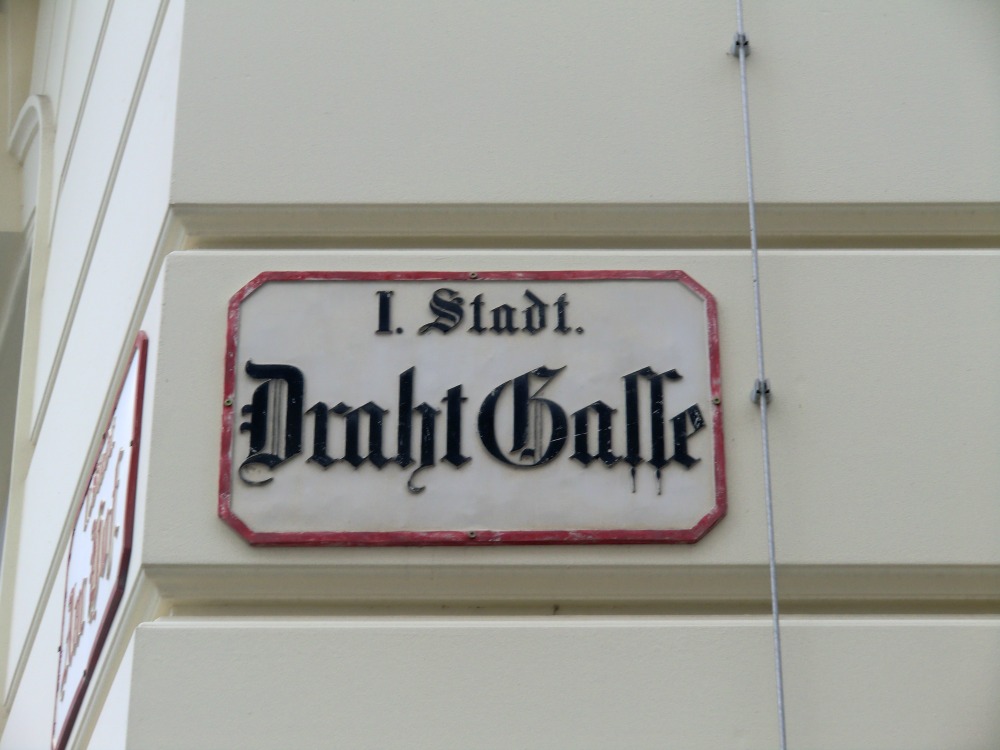 I. Stadt.
Draht Gasse